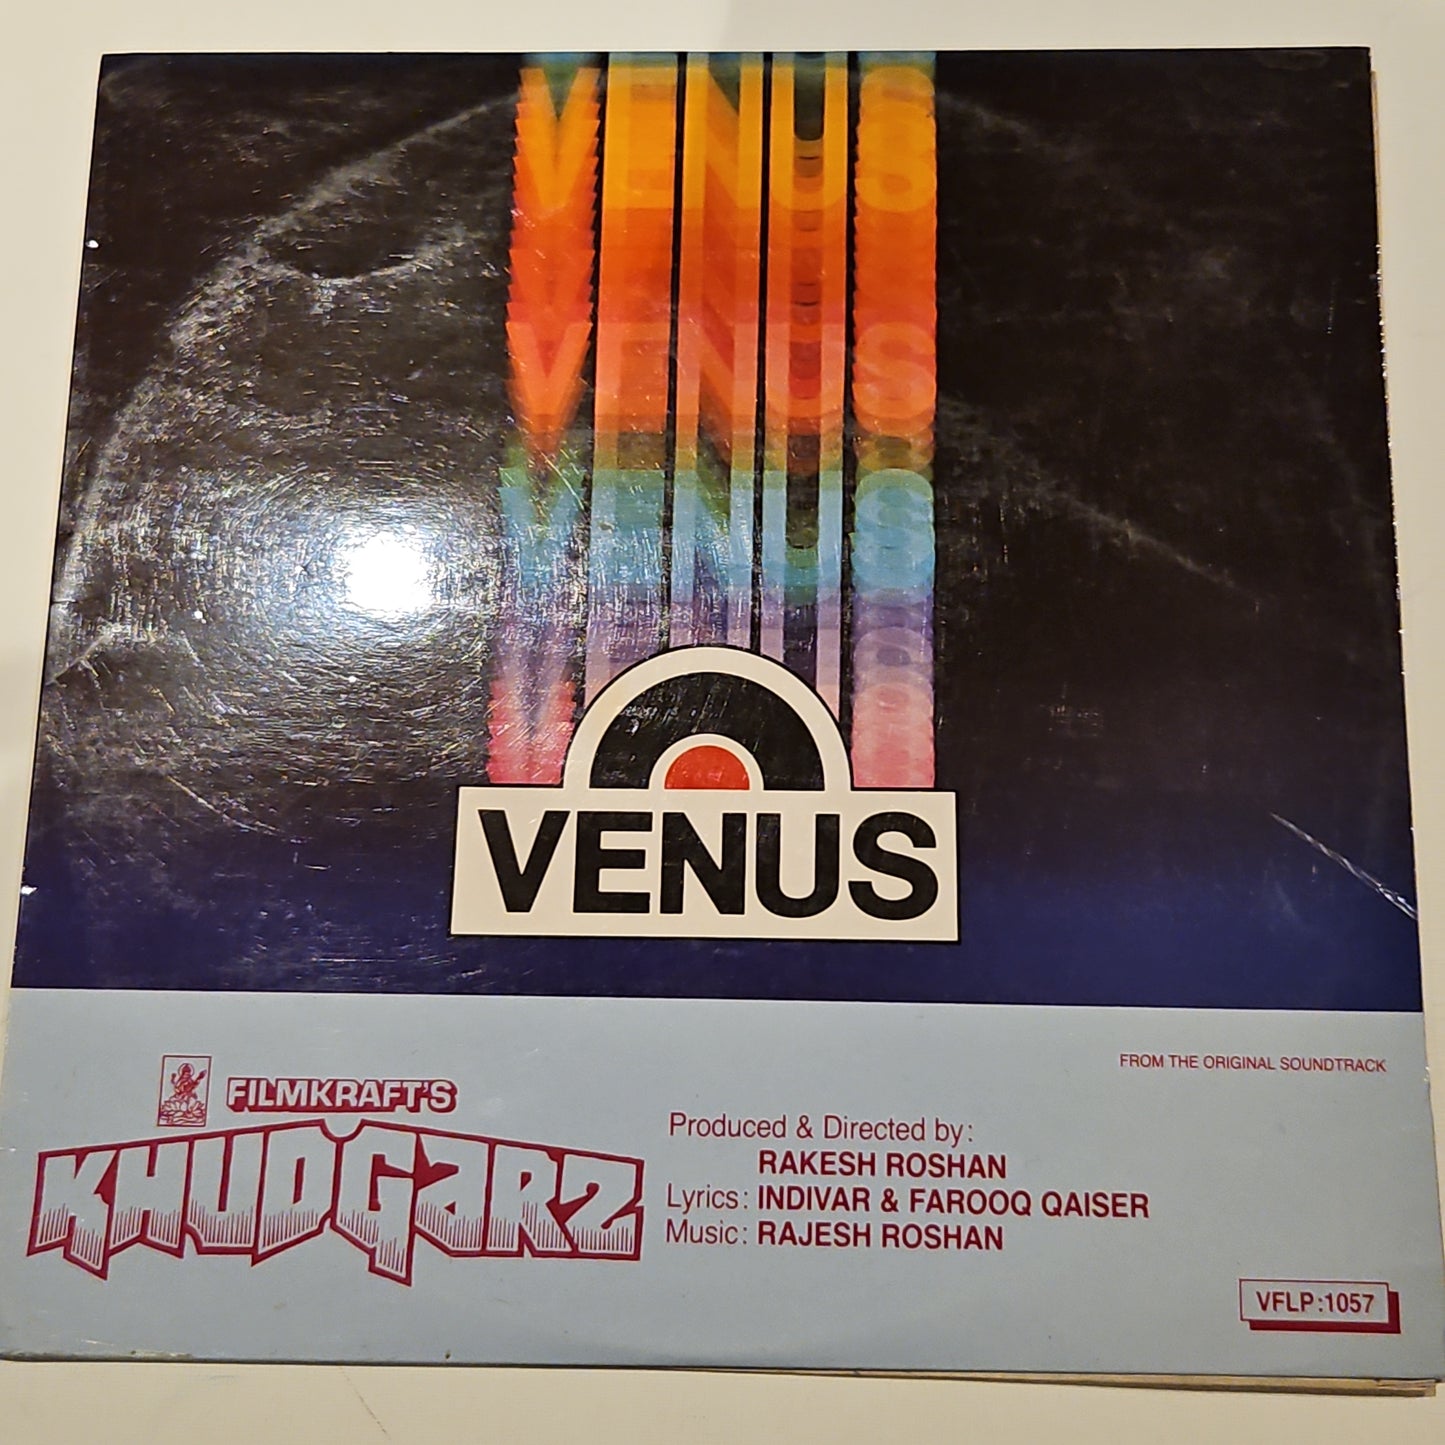 VENUS
VENUS
VENUS
VENUS
VENUS
FROM THE ORIGINAL SOUNDTRACK
FILMKRAFT'S
KHUDGARZ
Produced & Directed by:
RAKESH ROSHAN
Lyrics: INDIVAR & FAROOQ QAISER
Music: RAJESH ROSHAN
VFLP:1057